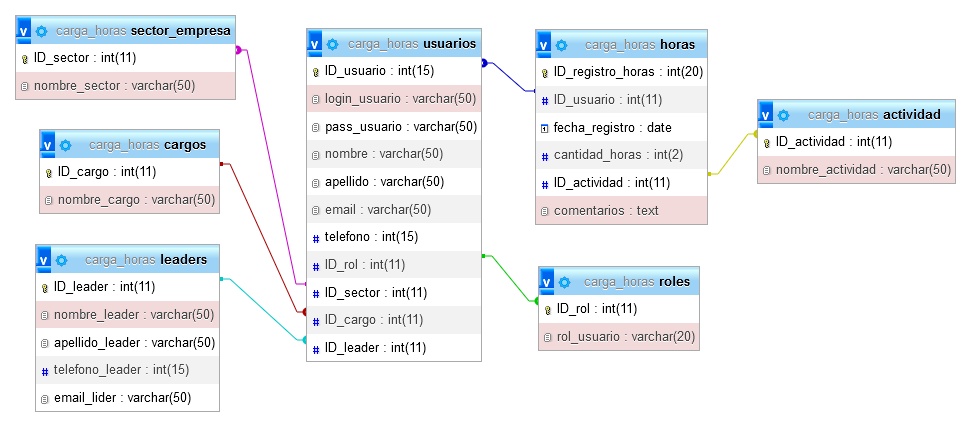 carga_horas sector_empresa
ID_sector : int(11)
nombre_sector : varchar(50)
carga_horas cargos
ID_cargo : int(11)
nombre_cargo : varchar(50)
carga_horas leaders
ID_leader : int(11)
nombre_leader : varchar(50)
apellido_leader : varchar(50)
telefono_leader : int(15)
email_lider : varchar(50)
carga_horas usuarios
ID_usuario : int(15)
login_usuario : varchar(50)
pass_usuario : varchar(50)
nombre : varchar(50)
apellido : varchar(50)
email : varchar(50)
telefono : int(15)
ID_rol : int(11)
ID_sector : int(11)
ID_cargo : int(11)
ID_leader : int(11)
carga_horas horas
ID_registro_horas : int(20)
ID_usuario : int(11)
fecha_registro : date
cantidad_horas : int(2)
ID_actividad : int(11)
comentarios : text
carga_horas roles
ID_rol : int(11)
rol_usuario : varchar(20)
carga_horas actividad
ID_actividad : int(11)
nombre_actividad : varchar(50)